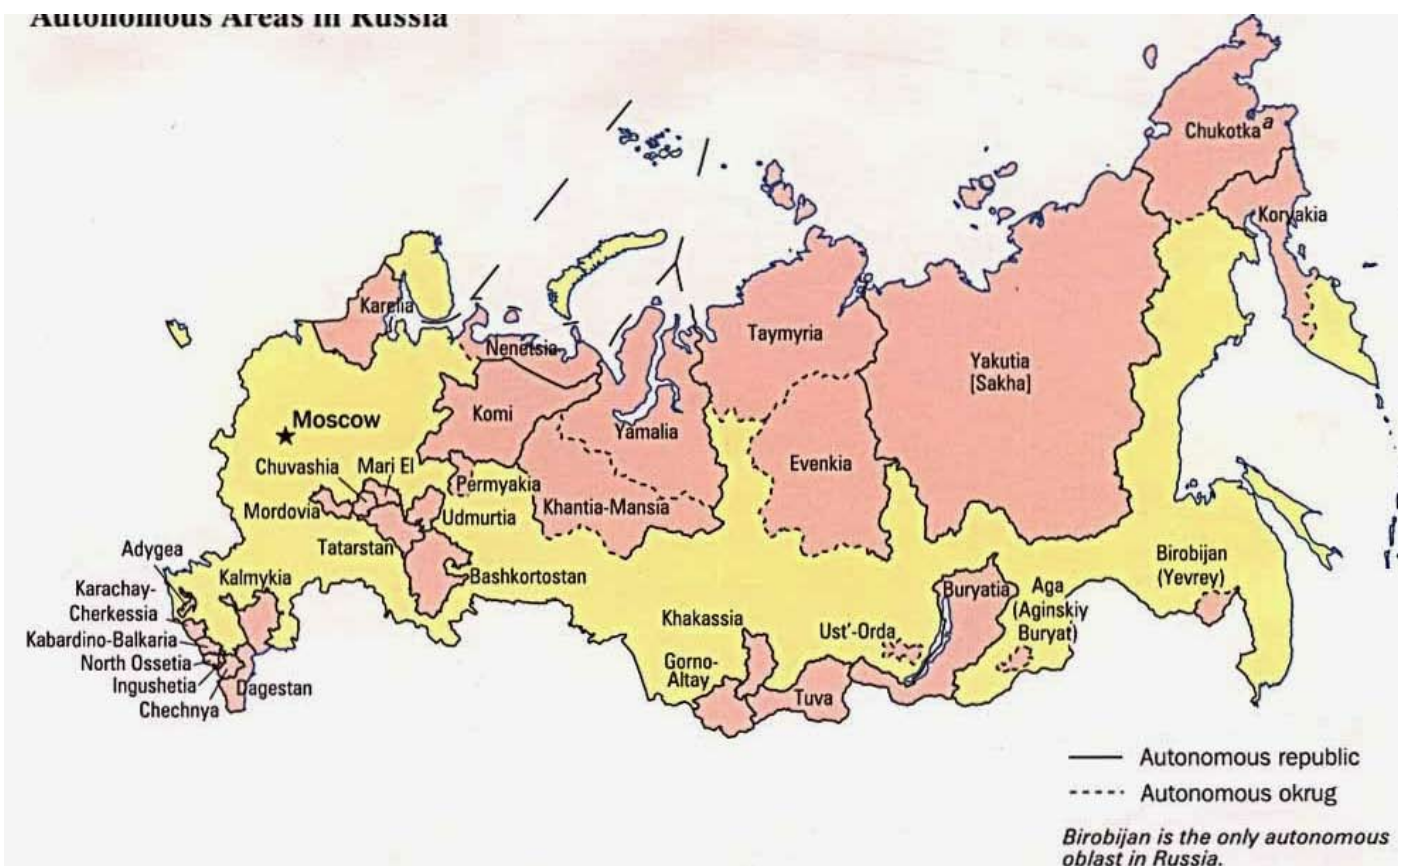 Autonomous Areas in Russia
Chukotka a
Koryakia
Karelia
Nenetsia
Taymyria
Yakutia
[Sakha]
Komi
Moscow
Yamalia
Evenkia
Chuvashia
Mari El
Permyakia
Khantia-Mansia
Mordovia
Udmurtia
Tatarstan
Adygea
Kalmykia
Bashkortostan
Birobijan
(Yevrey)
Karachay-
Cherkessia
Buryatia
Aga
(Aginskiy
Buryat)
Khakassia
Ust'-Orda
Kabardino-Balkaria
North Ossetia
Gorno-
Altay
Ingushetia
Dagestan
Tuva
Chechnya
Autonomous republic
Autonomous okrug
Birobijan is the only autonomous
oblast in Russia.